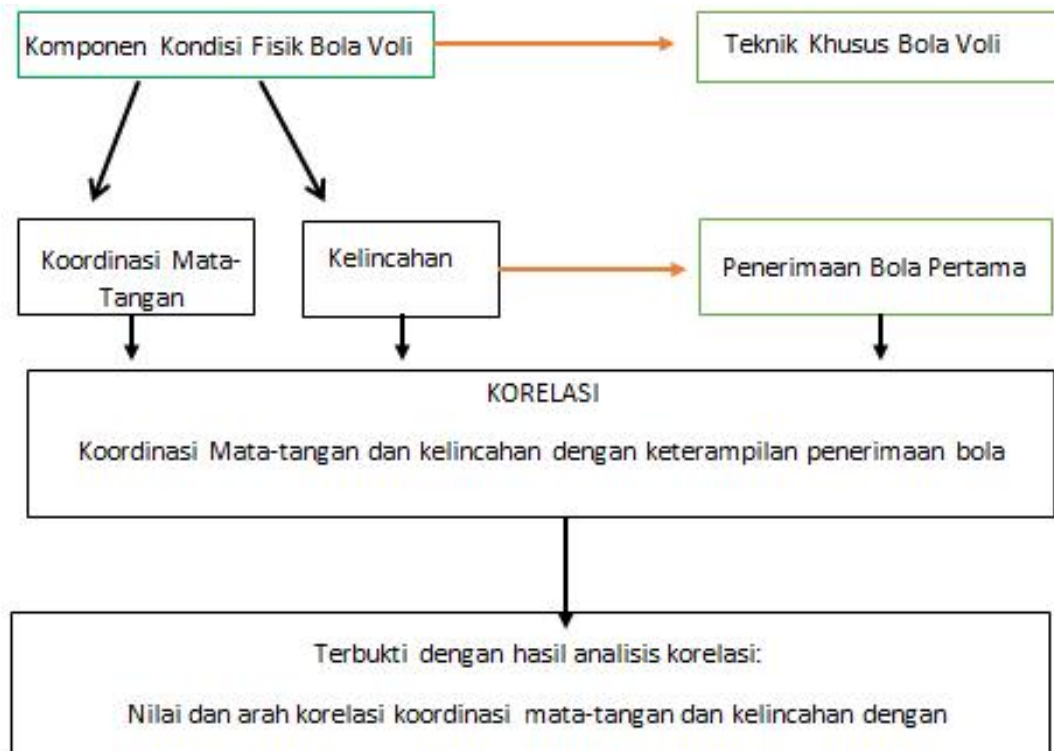 Komponen Kondisi Fisik Bola Voli
Teknik Khusus Bola Voli
Koordinasi Mata-
Tangan
Kelincahan
Penerimaan Bola Pertama
KORELASI
Koordinasi Mata-tangan dan kelincahan dengan keterampilan penerimaan bola
Terbukti dengan hasil analisis korelasi:
Nilai dan arah korelasi koordinasi mata-tangan dan kelincahan dengan